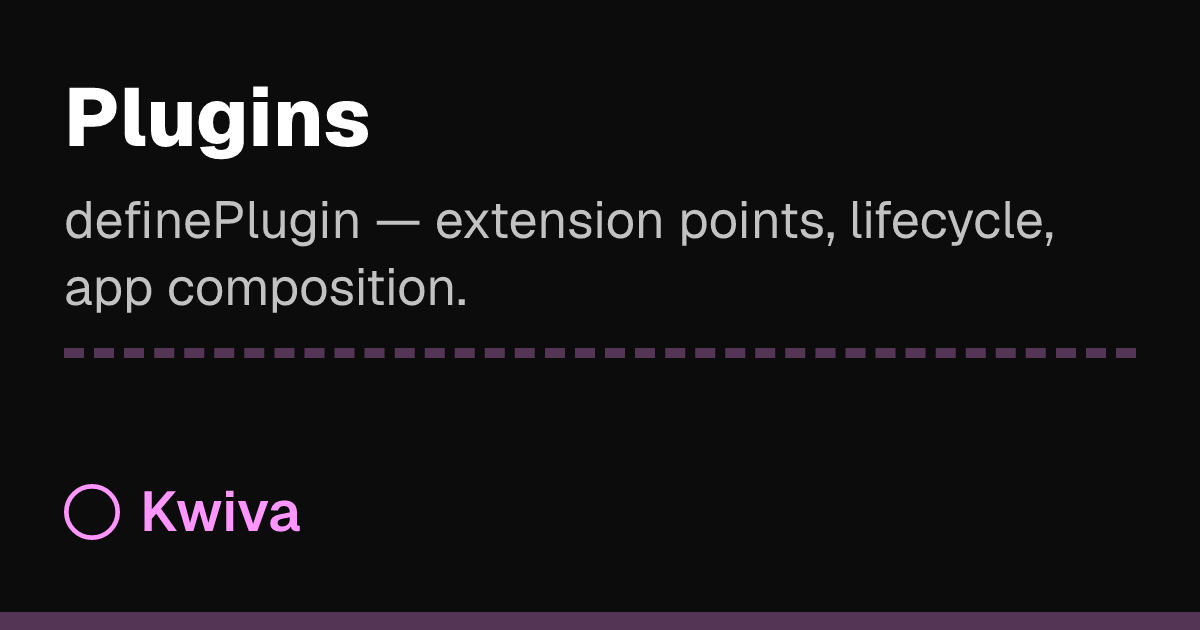 Plugins
definePlugin — extension points, lifecycle,
app composition.
Kwiva